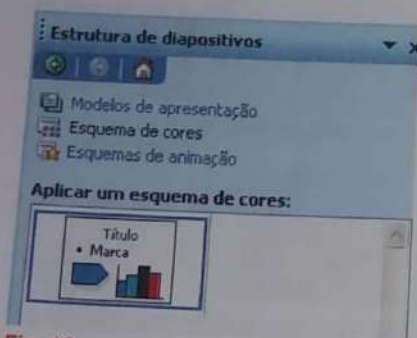 Estrutura de diapositivos
Modelos de apresentação
Esquema de cores
Esquemas de animação
Aplicar um esquema de cores:
Título
• Marca